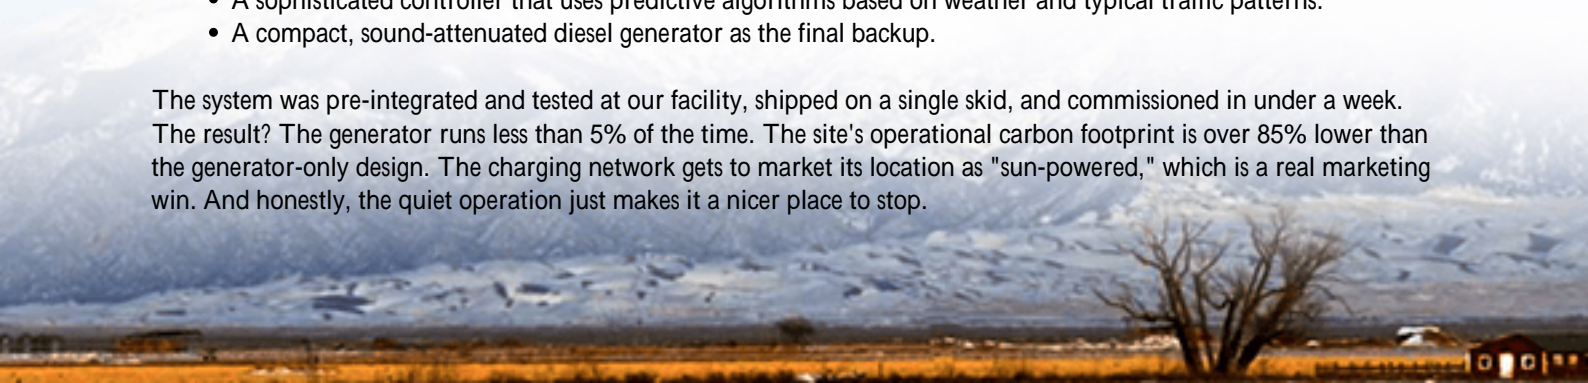 • A sophisticated controller that uses predictive algorithms based on weather and typical traffic patterns.
• A compact, sound-attenuated diesel generator as the final backup.
The system was pre-integrated and tested at our facility, shipped on a single skid, and commissioned in under a week.
The result? The generator runs less than 5% of the time. The site's operational carbon footprint is over 85% lower than
the generator-only design. The charging network gets to market its location as "sun-powered," which is a real marketing
win. And honestly, the quiet operation just makes it a nicer place to stop.